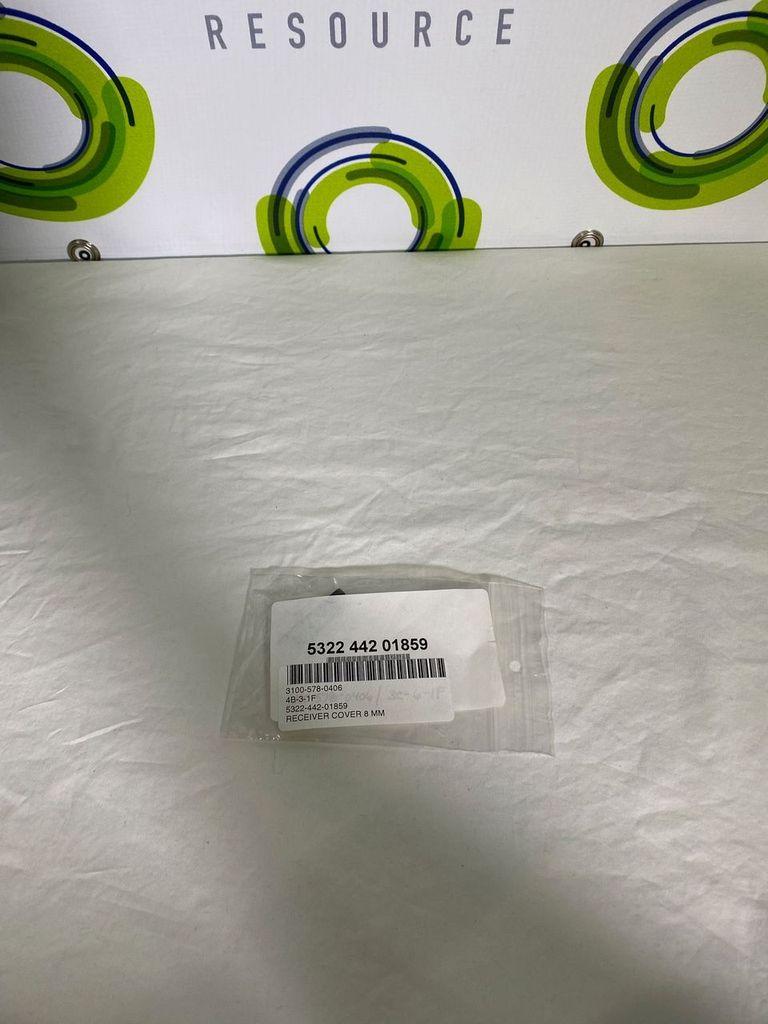 RESOURCE
5322 442 01859
3100-578-0406
4B-3-1F
5322-442-01859
RECEIVER COVER 8 MM